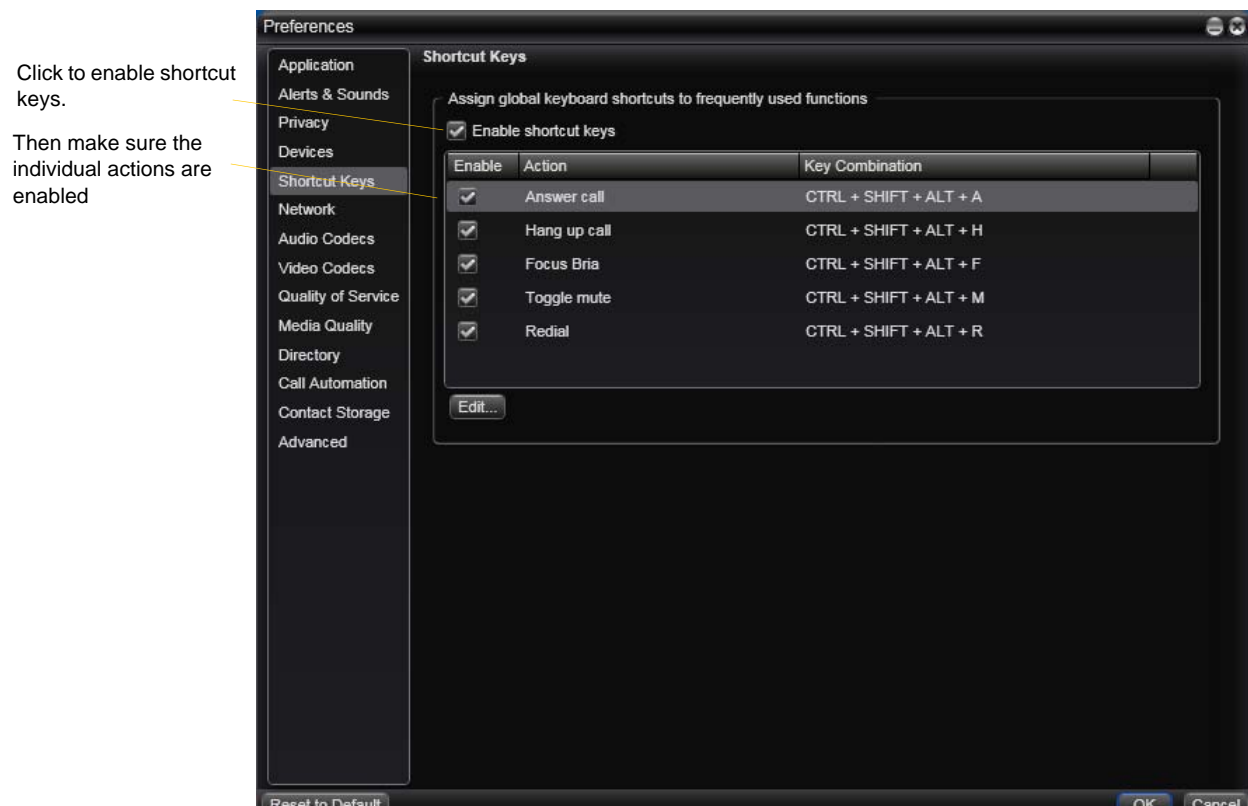 Preferences
Click to enable shortcut
keys.
Then make sure the
individual actions are
enabled
Application
Alerts & Sounds
Privacy
Devices
Shortcut Keys
Network
Audio Codecs
Video Codecs
Quality of Service
Media Quality
Directory
Call Automation
Contact Storage
Advanced
Shortcut Keys
Assign global keyboard shortcuts to frequently used functions
Enable shortcut keys
Enable Action Key Combination
Answer call CTRL + SHIFT + ALT + A
Hang up call CTRL + SHIFT + ALT + H
Focus Bria CTRL + SHIFT + ALT + F
Toggle mute CTRL + SHIFT + ALT + M
Redial CTRL + SHIFT + ALT + R
Edit...
Reset to Default OK Cancel